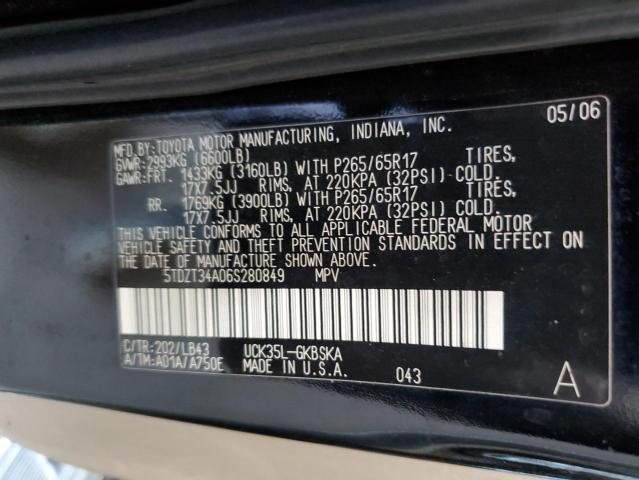 05/06
MFD.BY:TOYOTA MOTOR MANUFACTURING, INDIANA, INC.
GVWR:2993KG (6600LB)
GAWR:FRT. 1433KG (3160LB) WITH P265/65R17 TIRES,
17X7.5JJ RIMS, AT 220KPA (32PSI) COLD.
RR. 1769KG (3900LB) WITH P265/65R17 TIRES,
17X7.5JJ RIMS, AT 220KPA (32PSI) COLD.
THIS VEHICLE CONFORMS TO ALL APPLICABLE FEDERAL MOTOR
VEHICLE SAFETY AND THEFT PREVENTION STANDARDS IN EFFECT ON
THE DATE OF MANUFACTURE SHOWN ABOVE.
5TDZT34A06S280849 MPV
C/TR:202/LB43 UCK35L-GKBSKA
A/TM:A01A/A750E MADE IN U.S.A. 043 A